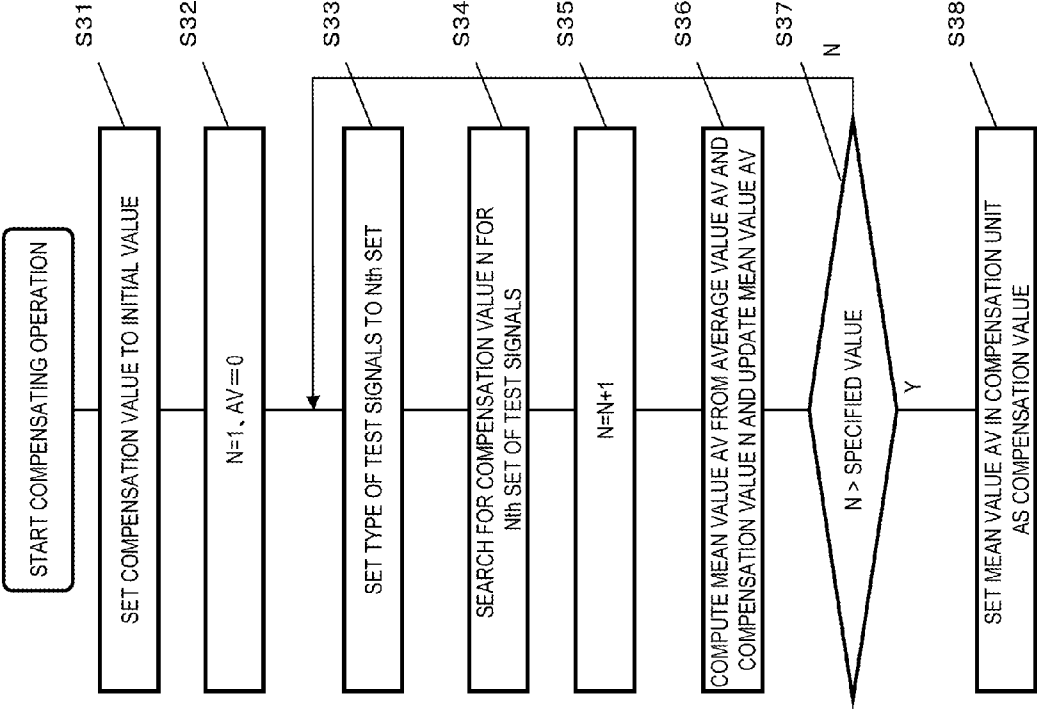 START COMPENSATING OPERATION
S31
SET COMPENSATION VALUE TO INITIAL VALUE
S32
N=1、AV=0
S33
SET TYPE OF TEST SIGNALS TO Nth SET
S34
SEARCH FOR COMPENSATION VALUE N FOR
Nth SET OF TEST SIGNALS
S35
N=N+1
S36
COMPUTE MEAN VALUE AV FROM AVERAGE VALUE AV AND
COMPENSATION VALUE N AND UPDATE MEAN VALUE AV
S37
N > SPECIFIED VALUE
N
Y
S38
SET MEAN VALUE AV IN COMPENSATION UNIT
AS COMPENSATION VALUE